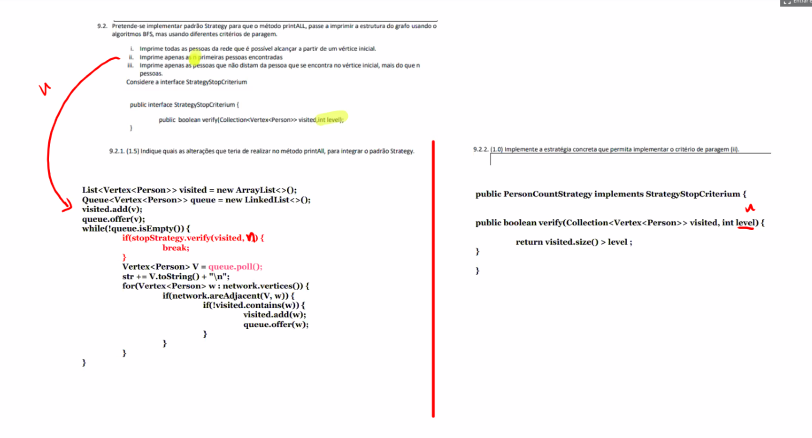 Exit full
9.2. Pretende-se implementar padrão Strategy para que o método printALL, passe a imprimir a estrutura do grafo usando o
algoritmos BFS, mas usando diferentes critérios de paragem.
i. Imprime todas as pessoas da rede que é possível alcançar a partir de um vértice inicial.
ii. Imprime apenas as n primeiras pessoas encontradas
iii. Imprime apenas as pessoas que não distam da pessoa que se encontra no vértice inicial, mais do que n
pessoas.
Considere a interface StrategyStopCriterium
n
public interface StrategyStopCriterium {
public boolean verify(Collection<Vertex<Person>> visited,int level);
}
9.2.1. (1.5) Indique quais as alterações que teria de realizar no método printAll, para integrar o padrão Strategy.
List<Vertex<Person>> visited = new ArrayList<>();
Queue<Vertex<Person>> queue = new LinkedList<>();
visited.add(v);
queue.offer(v);
while(!queue.isEmpty()) {
if(stopStrategy.verify(visited, n) {
break;
}
Vertex<Person> V = queue.poll();
str += V.toString() + "\n";
for(Vertex<Person> w : network.vertices()) {
if(network.areAdjacent(V, w)) {
if(!visited.contains(w)) {
visited.add(w);
queue.offer(w);
}
}
}
}
9.2.2. (1.0) Implemente a estratégia concreta que permita implementar o critério de paragem (ii).
public PersonCountStrategy implements StrategyStopCriterium {
n
public boolean verify(Collection<Vertex<Person>> visited, int level) {
return visited.size() > level ;
}
}